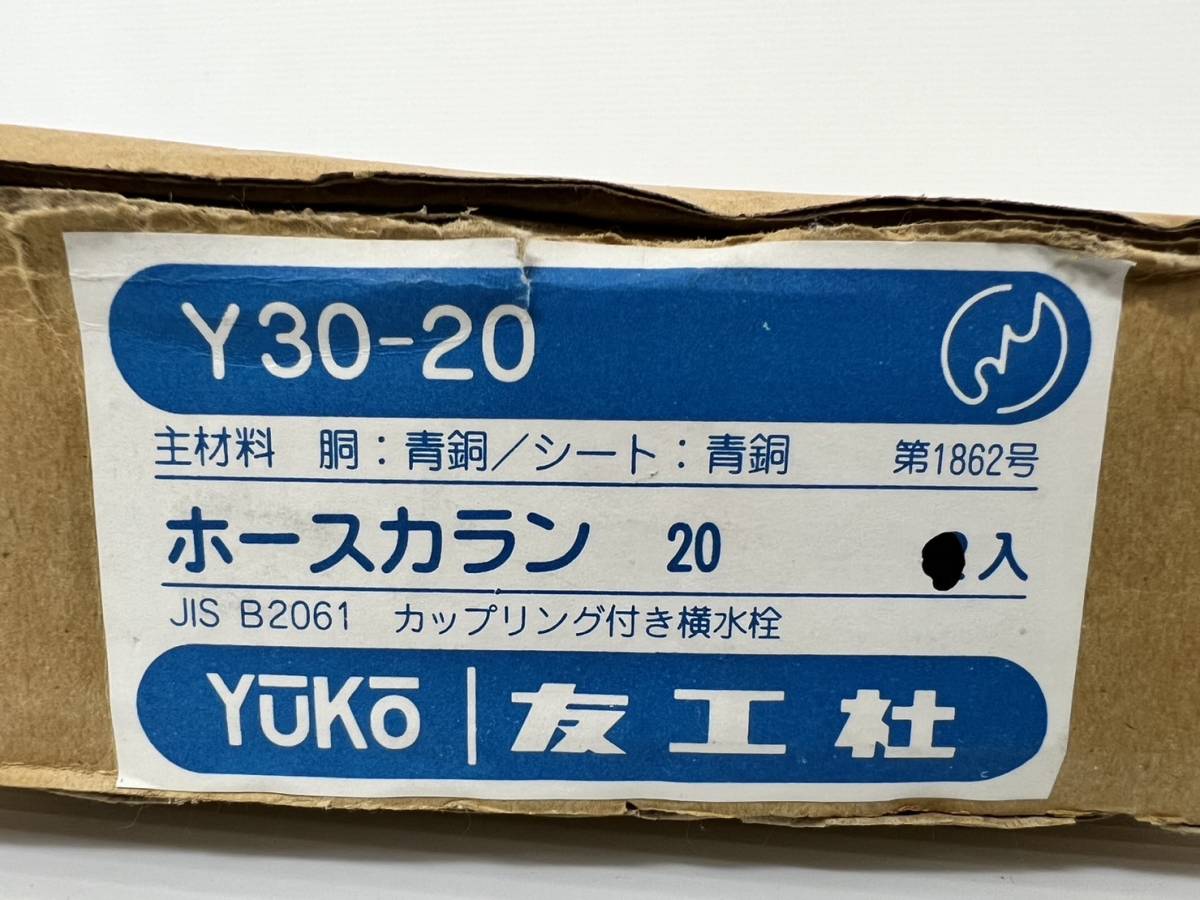 Y30-20
主材料 胴：青銅／シート：青銅 第1862号
ホースカラン 20 入
JIS B2061 カップリング付き横水栓
YūKō 友工社